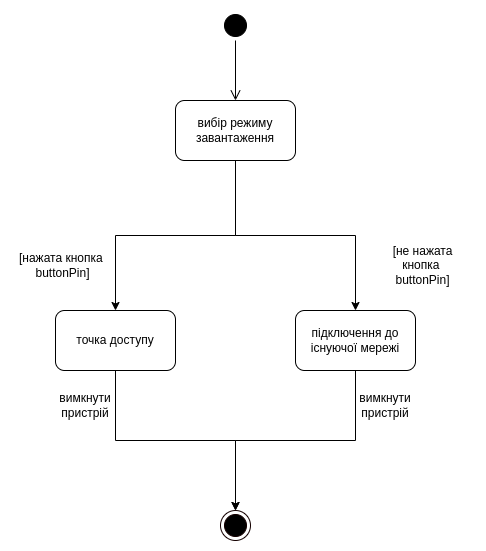 вибір режиму
завантаження
[нажата кнопка
buttonPin]
[не нажата
кнопка
buttonPin]
точка доступу
підключення до
існуючої мережі
вимкнути
пристрій
вимкнути
пристрій